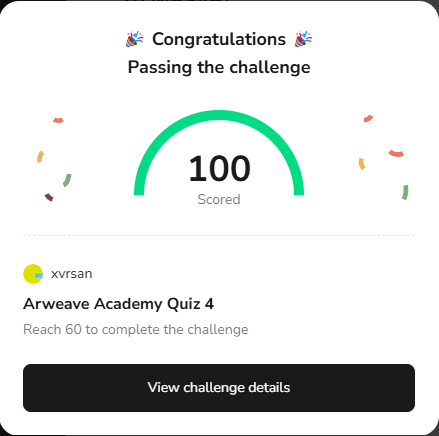 🎉 Congratulations 🎉
Passing the challenge
100
Scored
xvrsan
Arweave Academy Quiz 4
Reach 60 to complete the challenge
View challenge details